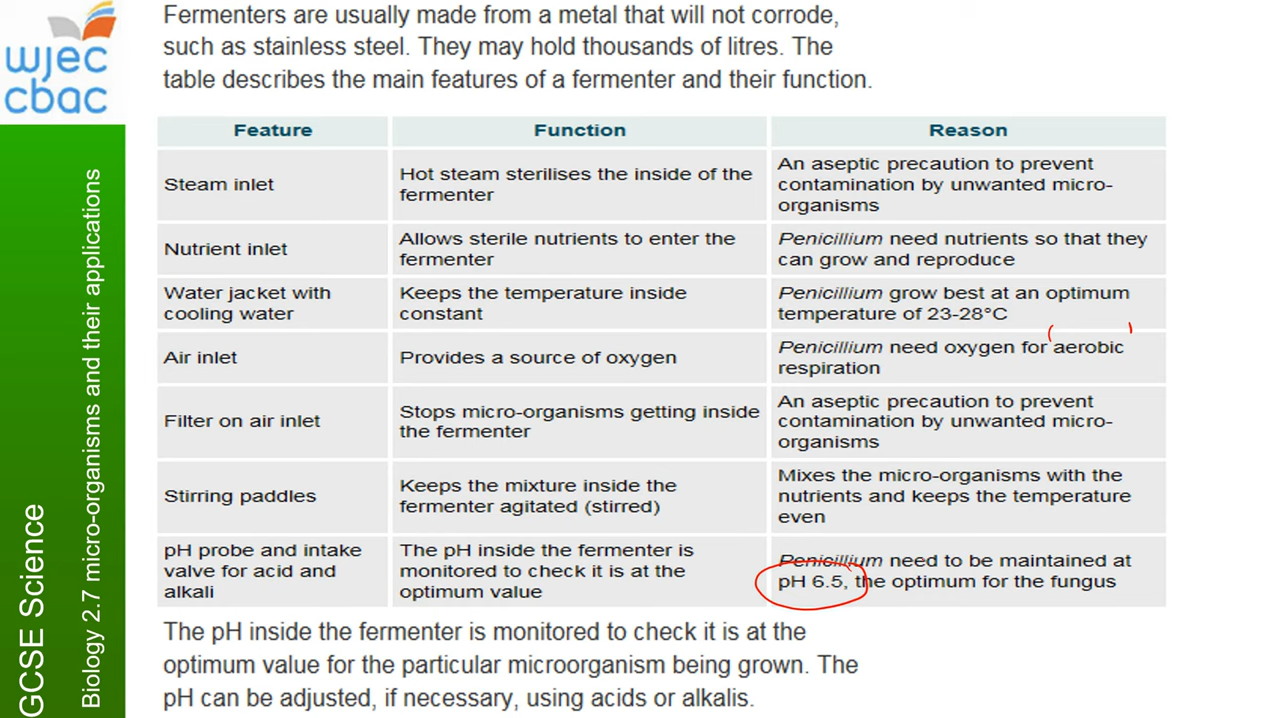 wjec
cbac
GCSE Science
Biology 2.7 micro-organisms and their applications
Fermenters are usually made from a metal that will not corrode,
such as stainless steel. They may hold thousands of litres. The
table describes the main features of a fermenter and their function.
Feature
Function
Reason
Steam inlet
Hot steam sterilises the inside of the
fermenter
An aseptic precaution to prevent
contamination by unwanted micro-
organisms
Nutrient inlet
Allows sterile nutrients to enter the
fermenter
Penicillium need nutrients so that they
can grow and reproduce
Water jacket with
cooling water
Keeps the temperature inside
constant
Penicillium grow best at an optimum
temperature of 23-28°C
Air inlet
Provides a source of oxygen
Penicillium need oxygen for aerobic
respiration
Filter on air inlet
Stops micro-organisms getting inside
the fermenter
An aseptic precaution to prevent
contamination by unwanted micro-
organisms
Stirring paddles
Keeps the mixture inside the
fermenter agitated (stirred)
Mixes the micro-organisms with the
nutrients and keeps the temperature
even
pH probe and intake
valve for acid and
alkali
The pH inside the fermenter is
monitored to check it is at the
optimum value
Penicillium need to be maintained at
pH 6.5, the optimum for the fungus
The pH inside the fermenter is monitored to check it is at the
optimum value for the particular microorganism being grown. The
pH can be adjusted, if necessary, using acids or alkalis.